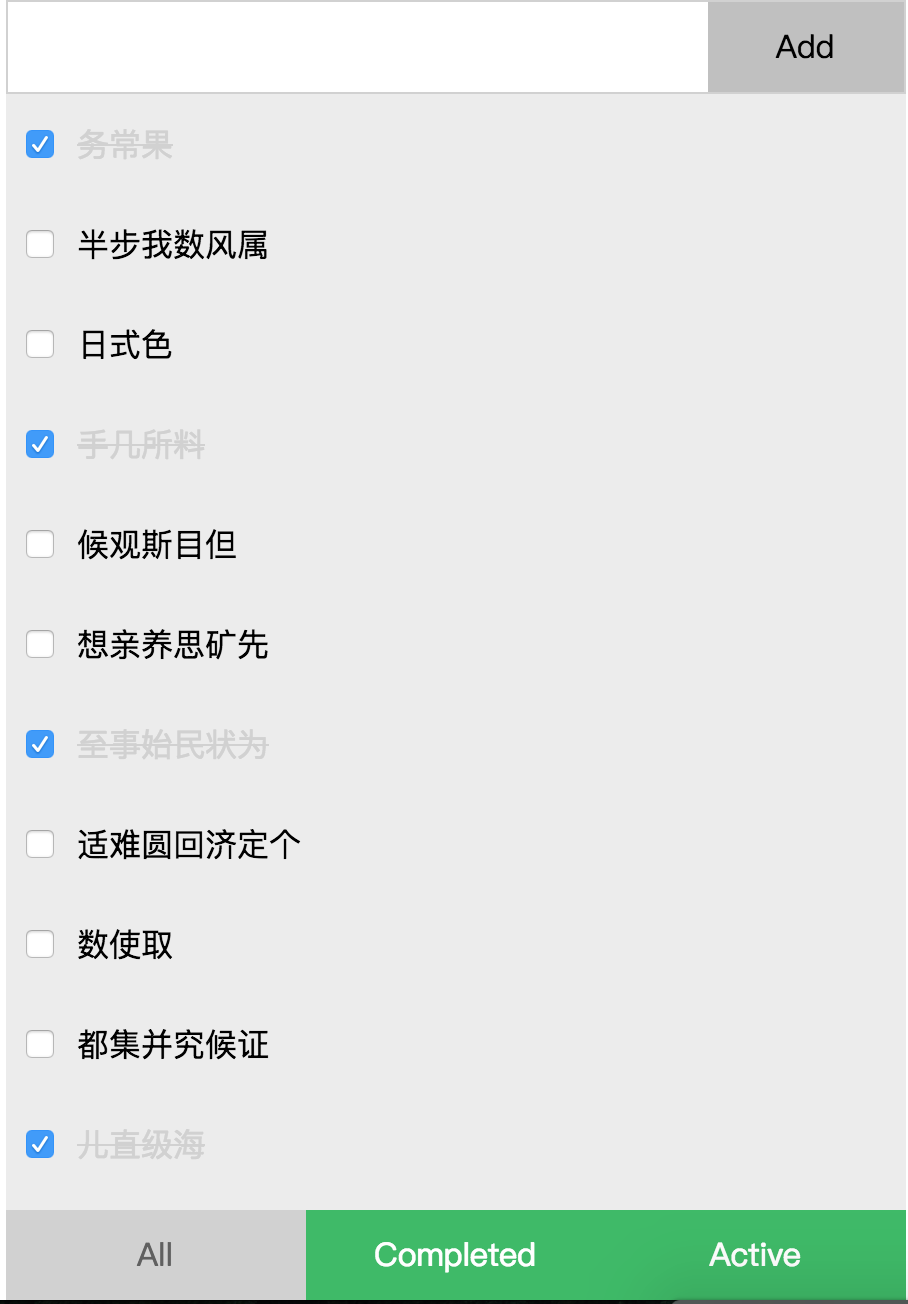 Add
务常果
半步我数风属
日式色
手几所料
候观斯目但
想亲养思矿先
至事始民状为
适难圆回济定个
数使取
都集并究候证
儿直级海
All Completed Active